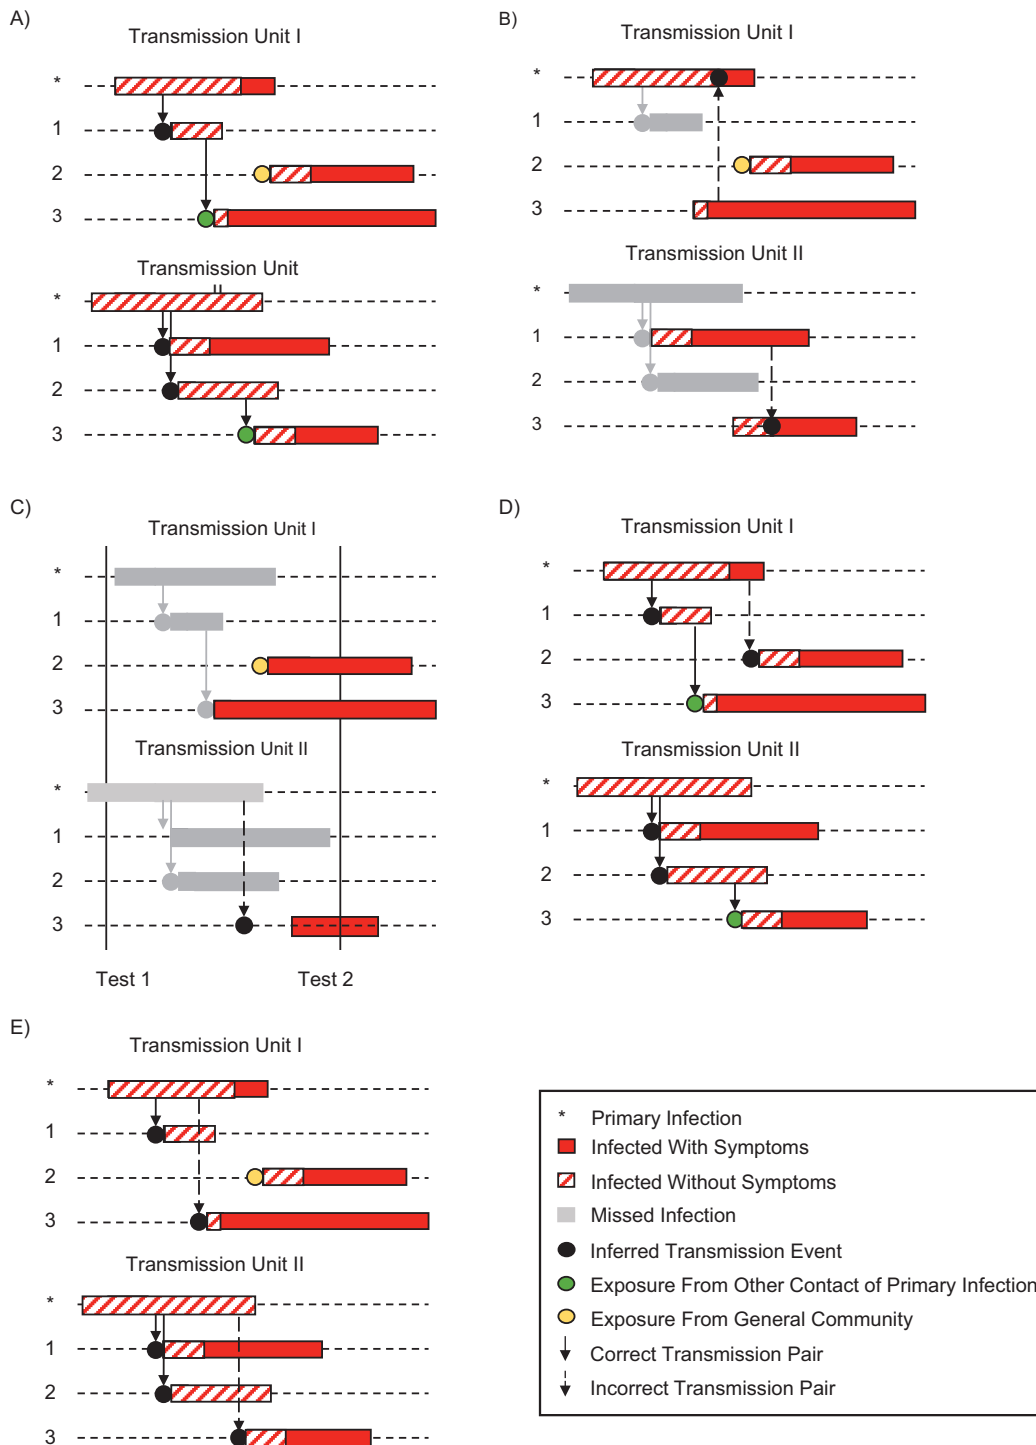 A)
Transmission Unit I
*
1
2
3
Transmission Unit
II
*
1
2
3
B)
Transmission Unit I
*
1
2
3
Transmission Unit II
*
1
2
3
C)
Transmission Unit I
*
1
2
3
Transmission Unit II
*
1
2
3
Test 1
Test 2
D)
Transmission Unit I
*
1
2
3
Transmission Unit II
*
1
2
3
E)
Transmission Unit I
*
1
2
3
Transmission Unit II
*
1
2
3
* Primary Infection
Infected With Symptoms
Infected Without Symptoms
Missed Infection
Inferred Transmission Event
Exposure From Other Contact of Primary Infection
Exposure From General Community
Correct Transmission Pair
Incorrect Transmission Pair